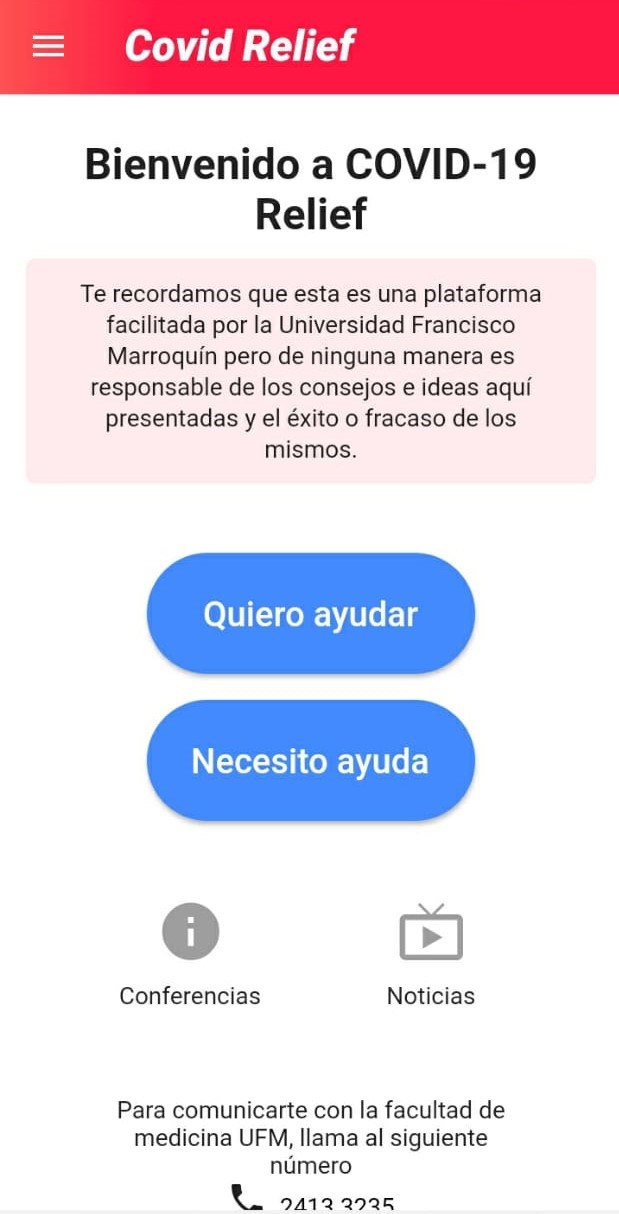 Covid Relief
Bienvenido a COVID-19
Relief
Te recordamos que esta es una plataforma
facilitada por la Universidad Francisco
Marroquín pero de ninguna manera es
responsable de los consejos e ideas aquí
presentadas y el éxito o fracaso de los
mismos.
Quiero ayudar
Necesito ayuda
Conferencias
Noticias
Para comunicarte con la facultad de
medicina UFM, llama al siguiente
número
2413 3235